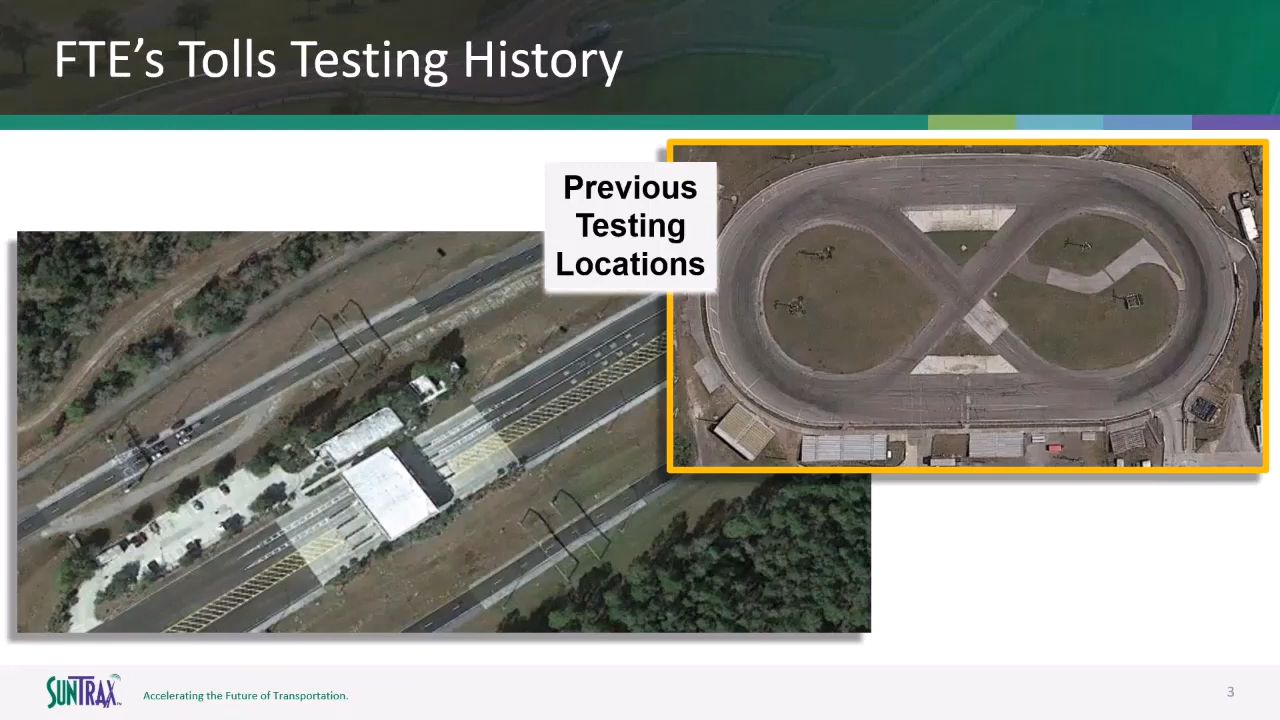 FTE’s Tolls Testing History
Previous
Testing
Locations
SUNTRAX
Accelerating the Future of Transportation.
3